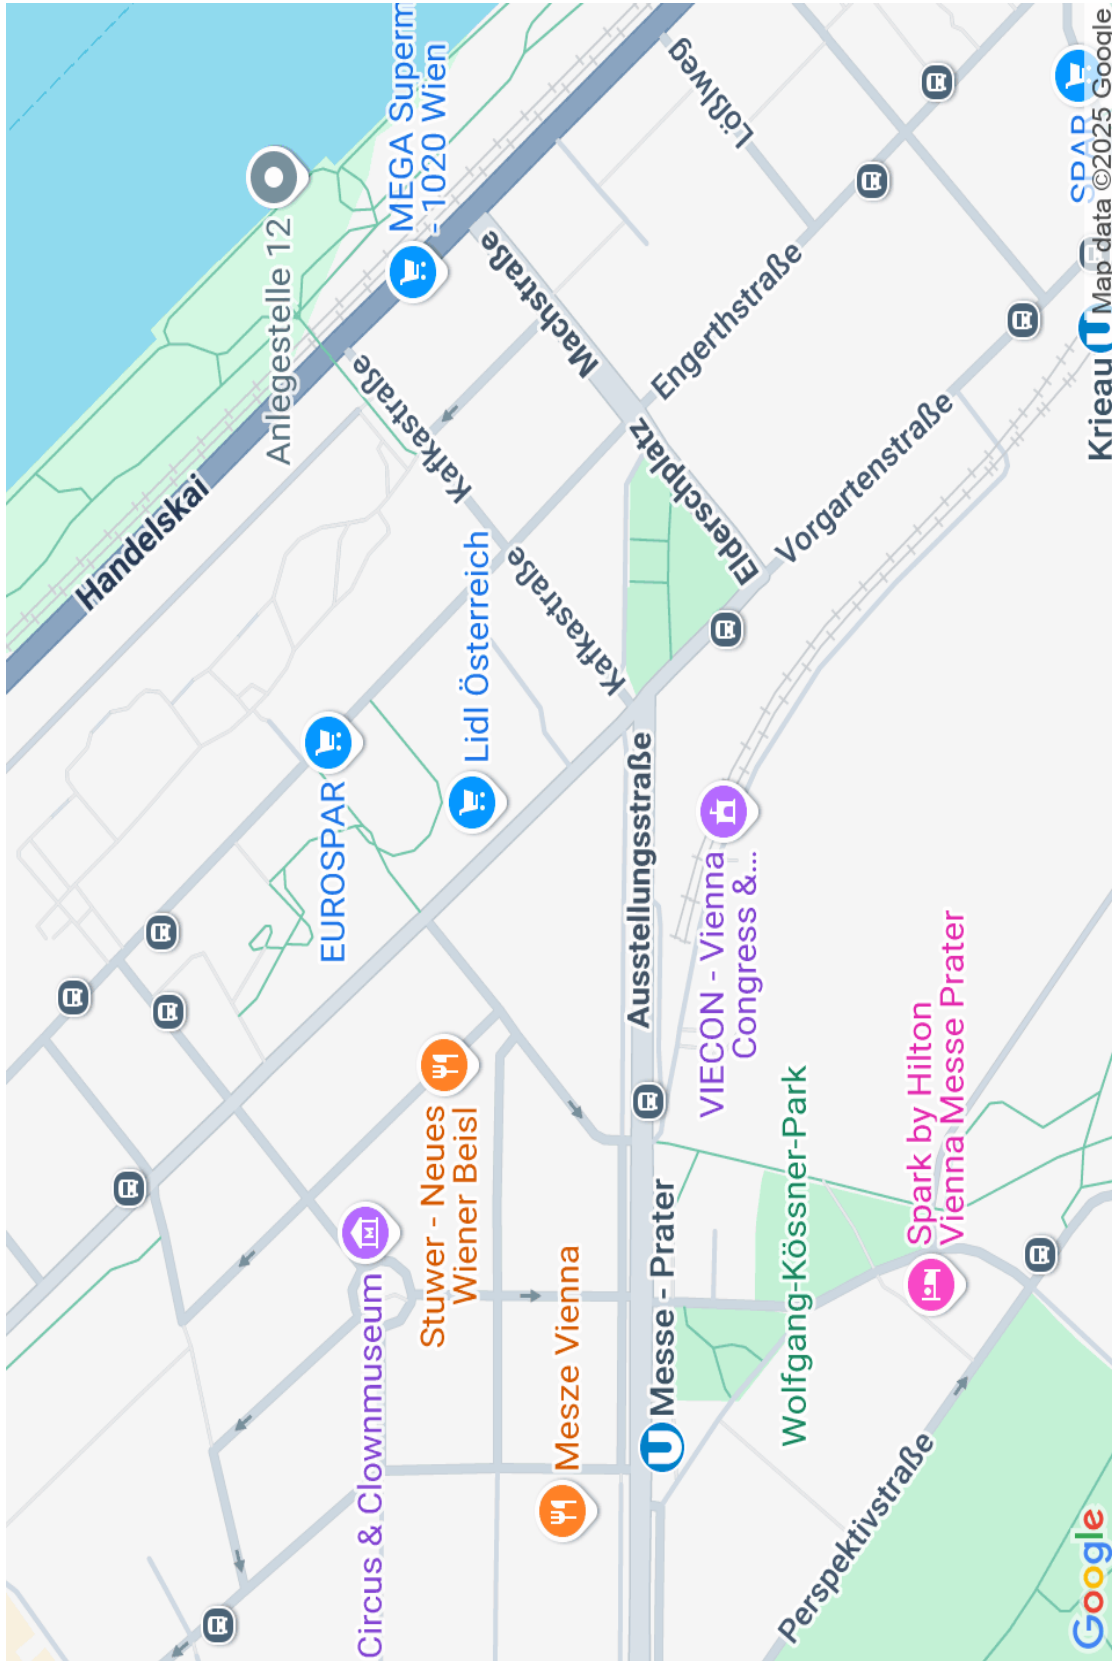 Handelskai
Anlegestelle 12
MEGA Superm
- 1020 Wien
Lößlweg
Machstraße
Kafkastraße
Kafkastraße
Engerthstraße
Elderschplatz
Vorgartenstraße
SPAR
Krieau
EUROSPAR
Lidl Österreich
Ausstellungsstraße
VIECON - Vienna
Congress &...
Stuwer - Neues
Wiener Beisl
Circus & Clownmuseum
Mesze Vienna
Messe - Prater
Wolfgang-Kössner-Park
Spark by Hilton
Vienna Messe Prater
Perspektivstraße
Google
Map data ©2025 Google